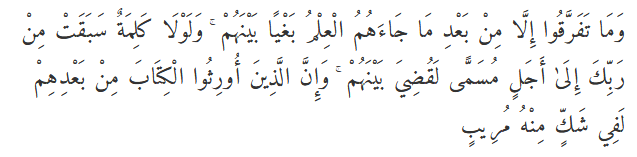 وَمَا تَفَرَّقُوا إِلَّا مِنْ بَعْدِ مَا جَاءَهُمُ الْعِلْمُ بَغْيًا بَيْنَهُمْ ۚ وَلَوْلَا كَلِمَةٌ سَبَقَتْ مِنْ
رَبِّكَ إِلَىٰ أَجَلٍ مُسَمًّى لَقُضِيَ بَيْنَهُمْ ۚ وَإِنَّ الَّذِينَ أُورِثُوا الْكِتَابَ مِنْ بَعْدِهِمْ
لَفِي شَكٍّ مِنْهُ مُرِيبٍ